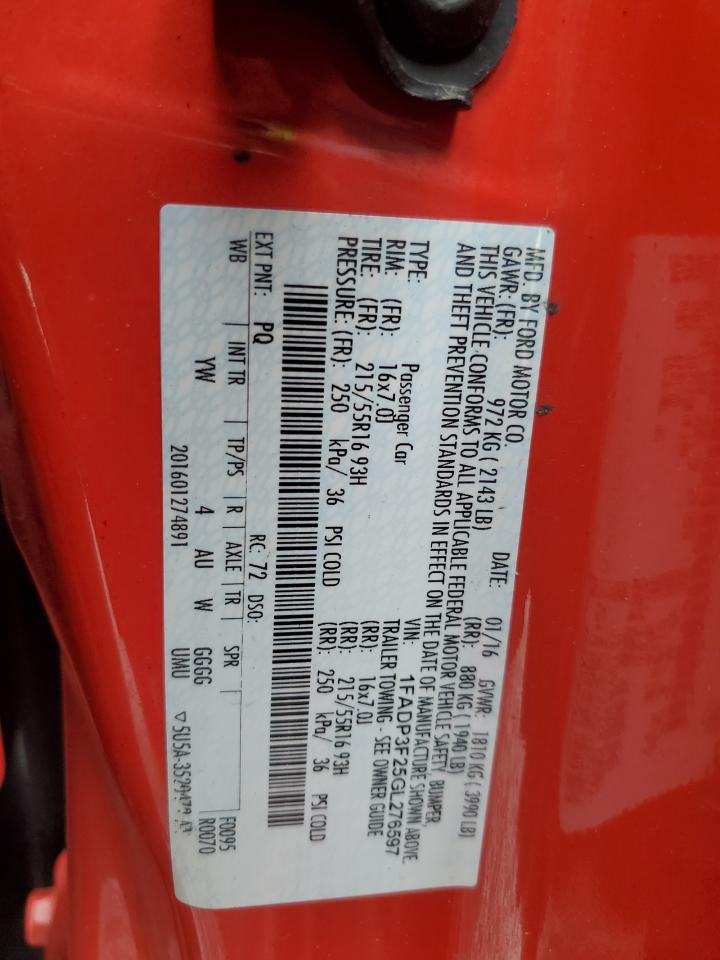 MFD. BY FORD MOTOR CO.
DATE: 01/16 GVWR: 1810 KG ( 3990 LB)
GAWR: (FR): 972 KG ( 2143 LB) (RR): 880 KG ( 1940 LB)
THIS VEHICLE CONFORMS TO ALL APPLICABLE FEDERAL MOTOR VEHICLE SAFETY, BUMPER,
AND THEFT PREVENTION STANDARDS IN EFFECT ON THE DATE OF MANUFACTURE SHOWN ABOVE.
VIN: 1FADP3F25GL276597
TYPE: Passenger Car TRAILER TOWING - SEE OWNER GUIDE
RIM: (FR): 16x7.0J (RR): 16x7.0J
TIRE: (FR): 215/55R16 93H (RR): 215/55R16 93H
PRESSURE: (FR): 250 kPa/ 36 PSI COLD (RR): 250 kPa/ 36 PSI COLD
EXT PNT: PQ RC: 72 DSO: F0095
WB INT TR TP/PS R AXLE TR SPR R0070
YW 4 AU W GGGG
201601274891 UMU